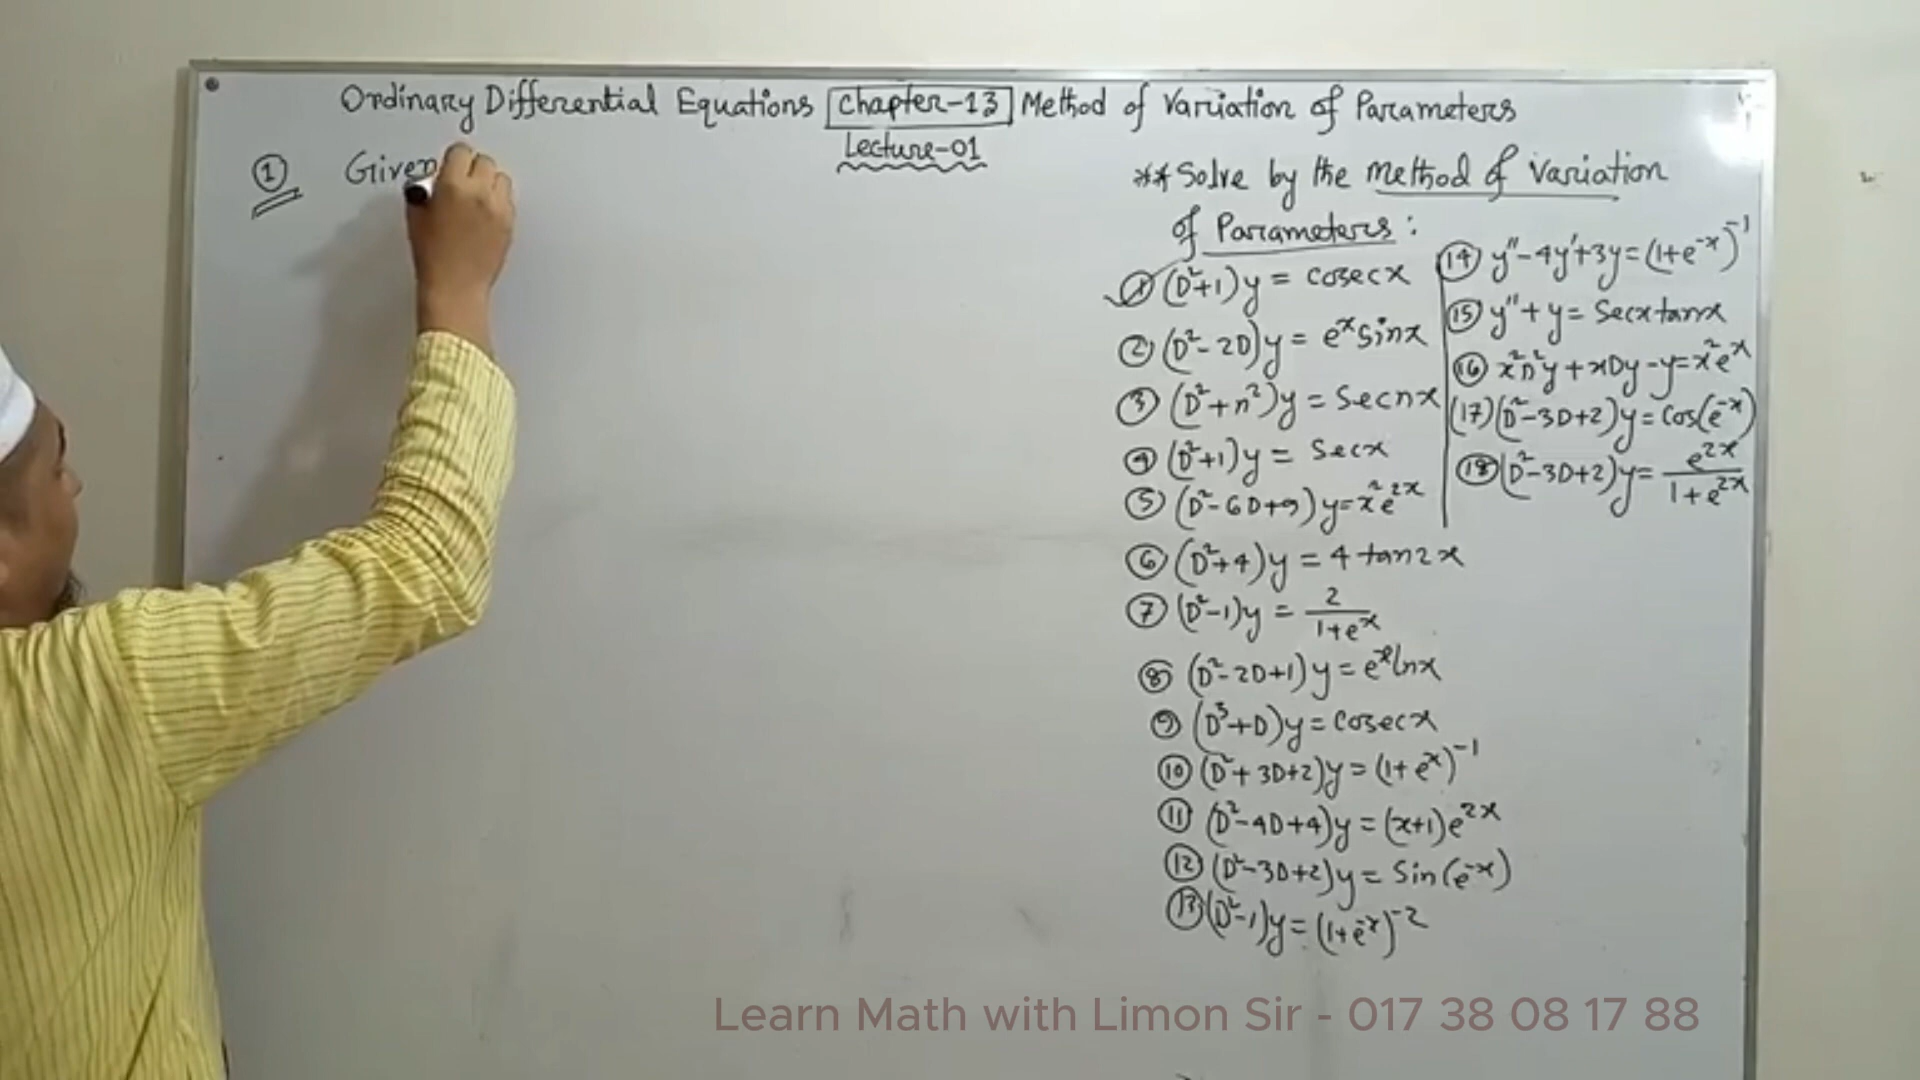 Ordinary Differential Equations Chapter-13 Method of Variation of Parameters
Lecture-01
① Given
** Solve by the Method of Variation
of Parameters :
① (D²+1)y = cosecx
② (D²-2D)y = eˣ sinx
③ (D²+n²)y = Secnx
④ (D²+1)y = Secx
⑤ (D²-6D+9)y = x²e²ˣ
⑥ (D²+4)y = 4 tan2x
⑦ (D²-1)y = 2/(1+eˣ)
⑧ (D²-2D+1)y = eˣlnx
⑨ (D³+D)y = cosecx
⑩ (D²+3D+2)y = (1+eˣ)⁻¹
⑪ (D²-4D+4)y = (x+1)e²ˣ
⑫ (D²-3D+2)y = Sin(e⁻ˣ)
⑬ (D²-1)y = (1+e⁻ˣ)⁻²
⑭ y''-4y'+3y = (1+e⁻ˣ)⁻¹
⑮ y''+y = Secxtanx
⑯ x²D²y+xDy-y = x²eˣ
(17) (D²-3D+2)y = Cos(e⁻ˣ)
⑱ (D²-3D+2)y = e²ˣ/(1+e²ˣ)
Learn Math with Limon Sir - 017 38 08 17 88